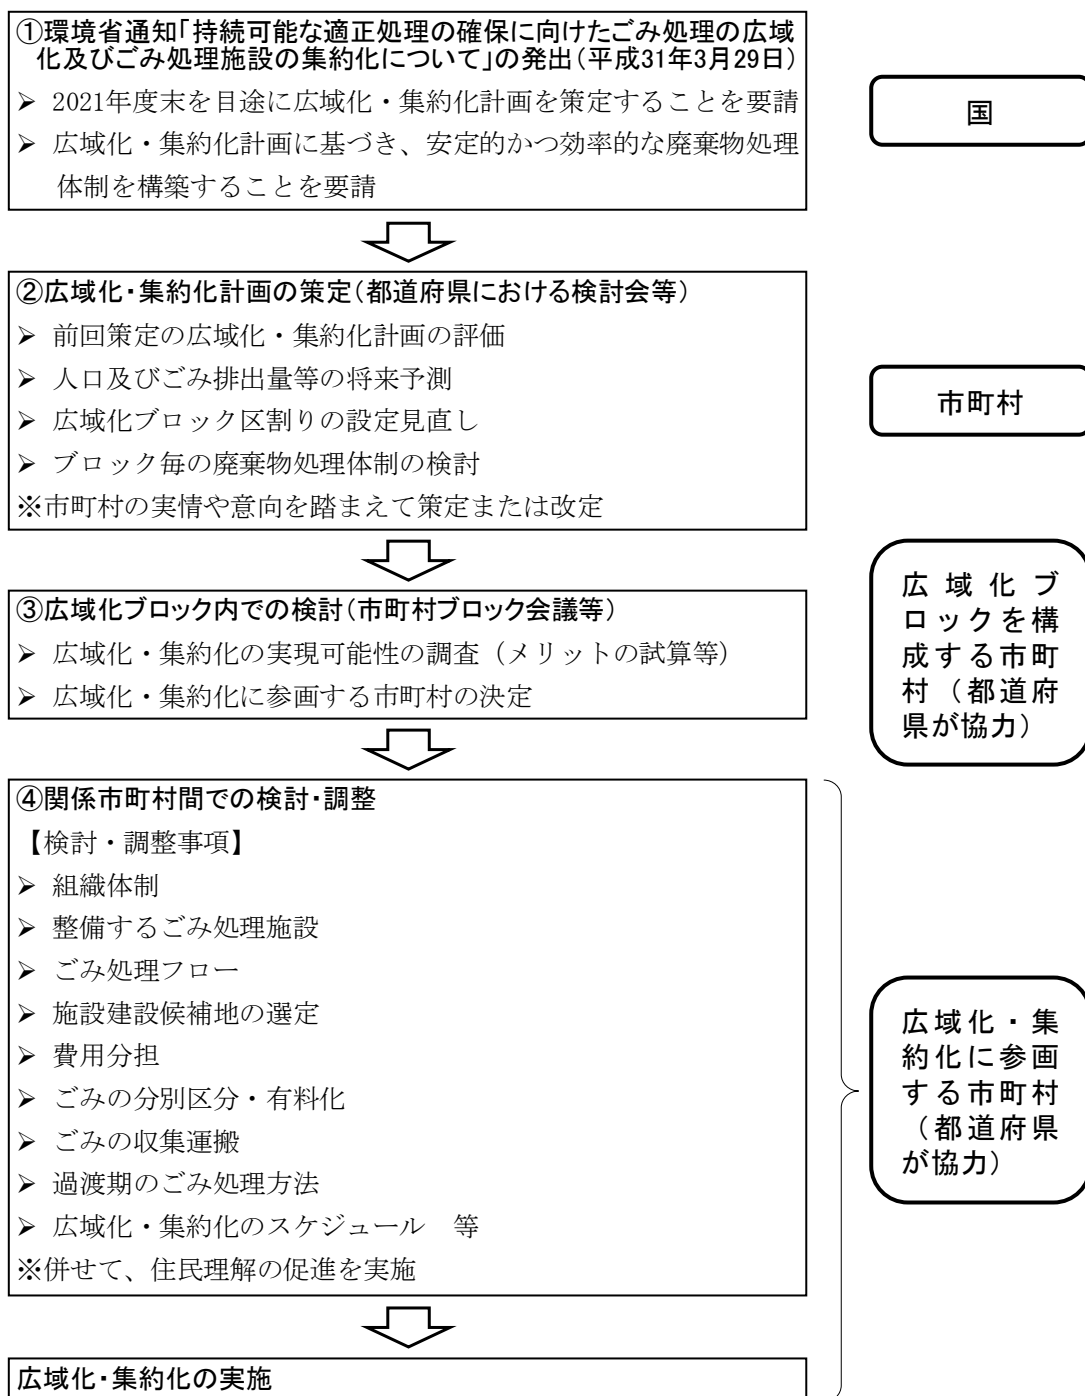 ①環境省通知｢持続可能な適正処理の確保に向けたごみ処理の広域
化及びごみ処理施設の集約化について｣の発出(平成31年3月29日)
➢ 2021年度末を目途に広域化・集約化計画を策定することを要請
➢ 広域化・集約化計画に基づき、安定的かつ効率的な廃棄物処理
体制を構築することを要請
国
②広域化・集約化計画の策定(都道府県における検討会等)
➢ 前回策定の広域化・集約化計画の評価
➢ 人口及びごみ排出量等の将来予測
➢ 広域化ブロック区割りの設定見直し
➢ ブロック毎の廃棄物処理体制の検討
※市町村の実情や意向を踏まえて策定または改定
市町村
③広域化ブロック内での検討(市町村ブロック会議等)
➢ 広域化・集約化の実現可能性の調査（メリットの試算等）
➢ 広域化・集約化に参画する市町村の決定
広域化ブ
ロックを構
成する市町
村（都道府
県が協力）
④関係市町村間での検討・調整
【検討・調整事項】
➢ 組織体制
➢ 整備するごみ処理施設
➢ ごみ処理フロー
➢ 施設建設候補地の選定
➢ 費用分担
➢ ごみの分別区分・有料化
➢ ごみの収集運搬
➢ 過渡期のごみ処理方法
➢ 広域化・集約化のスケジュール　等
※併せて、住民理解の促進を実施
広域化・集
約化に参画
する市町村
（都道府県
が協力）
広域化・集約化の実施